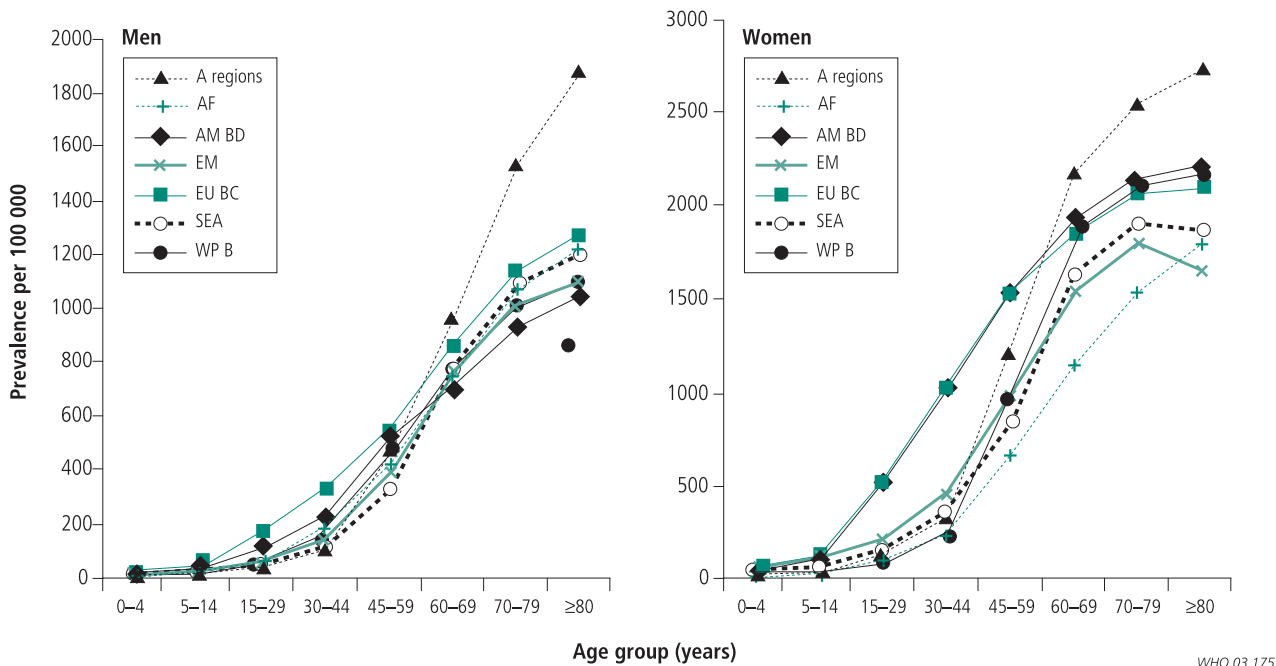 Men
2000
1800
1600
1400
1200
1000
800
600
400
200
0
A regions
AF
AM BD
EM
EU BC
SEA
WP B
0–4 5–14 15–29 30–44 45–59 60–69 70–79 ≥80
Prevalence per 100 000
Women
3000
2500
2000
1500
1000
500
0
A regions
AF
AM BD
EM
EU BC
SEA
WP B
0–4 5–14 15–29 30–44 45–59 60–69 70–79 ≥80
Age group (years)
WHO 03.175